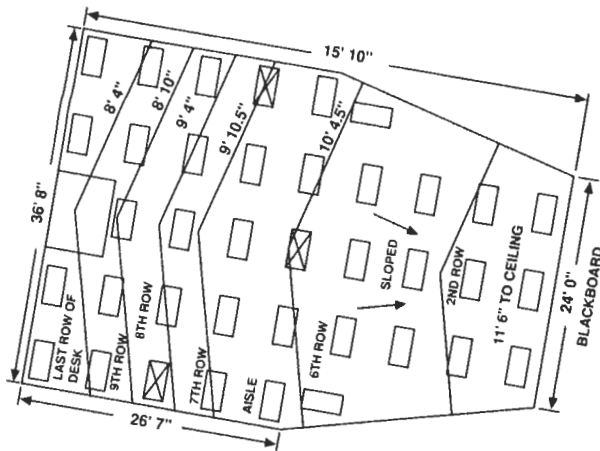 15' 10"
8' 4"
8' 10"
9' 4"
9' 10.5"
10' 4.5"
36' 8"
LAST ROW OF
DESK
9TH ROW
8TH ROW
7TH ROW
AISLE
6TH ROW
SLOPED
2ND ROW
11' 6" TO CEILING
24' 0"
BLACKBOARD
26' 7"